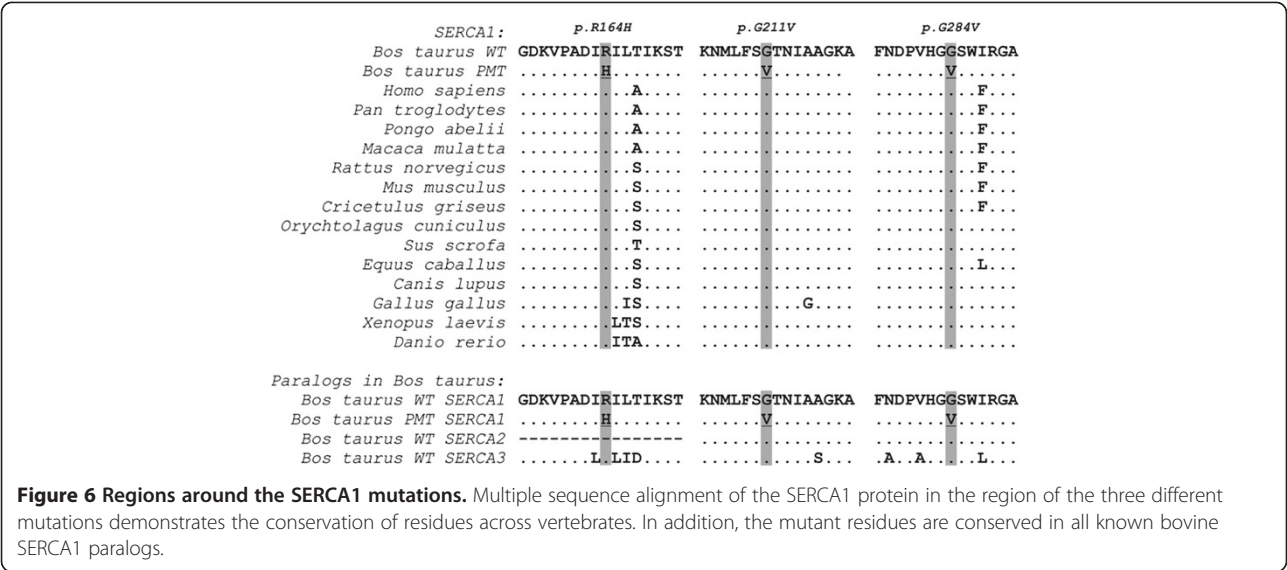 SERCA1: p.R164H p.G211V p.G284V
Bos taurus WT GDKVPADIRILTIKST KNMLFSGTNIAAGKA FNDPVHGGSWIRGA
Bos taurus PMT ........H....... ......V....... .......V......
Homo sapiens ...........A.... ............... ..........F...
Pan troglodytes ...........A.... ............... ..........F...
Pongo abelii ...........A.... ............... ..........F...
Macaca mulatta ...........A.... ............... ..........F...
Rattus norvegicus ...........S.... ............... ..........F...
Mus musculus ...........S.... ............... ..........F...
Cricetulus griseus ...........S.... ............... ..........F...
Orychtolagus cuniculus ...........S.... ............... ..............
Sus scrofa ...........T.... ............... ..............
Equus caballus ...........S.... ............... ..........L...
Canis lupus ...........S.... ............... ..............
Gallus gallus ..........IS.... ..........G.... ..............
Xenopus laevis .........LTS.... ............... ..............
Danio rerio .........ITA.... ............... ..............
Paralogs in Bos taurus:
Bos taurus WT SERCA1 GDKVPADIRILTIKST KNMLFSGTNIAAGKA FNDPVHGGSWIRGA
Bos taurus PMT SERCA1 ........H....... ......V........ .......V......
Bos taurus WT SERCA2 ---------------- ............... ..............
Bos taurus WT SERCA3 .......L.LID.... ...........S... .A..A.....L...
Figure 6 Regions around the SERCA1 mutations. Multiple sequence alignment of the SERCA1 protein in the region of the three different
mutations demonstrates the conservation of residues across vertebrates. In addition, the mutant residues are conserved in all known bovine
SERCA1 paralogs.